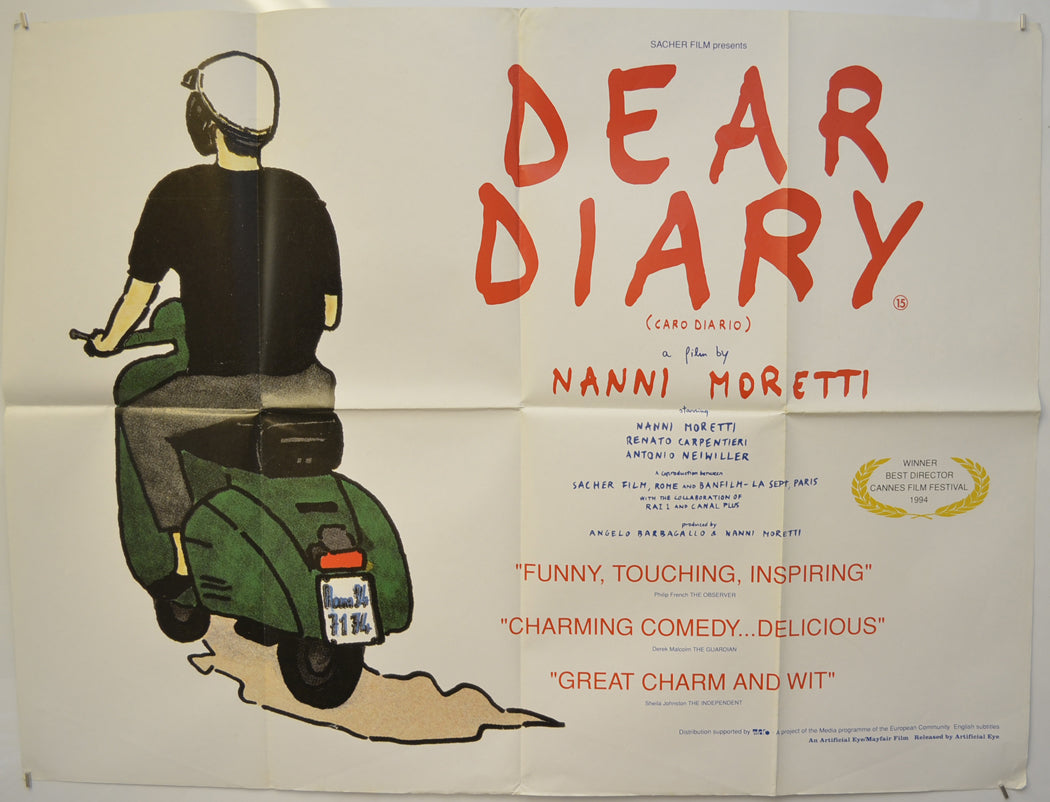 SACHER FILM presents
DEAR
DIARY
15
(CARO DIARIO)
a film by
NANNI MORETTI
starring
NANNI MORETTI
RENATO CARPENTIERI
ANTONIO NEIWILLER
A coproduction between
SACHER FILM, ROME AND BANFILM - LA SEPT, PARIS
WITH THE COLLABORATION OF
RAI 1 AND CANAL PLUS
produced by
ANGELO BARBAGALLO & NANNI MORETTI
WINNER
BEST DIRECTOR
CANNES FILM FESTIVAL
1994
"FUNNY, TOUCHING, INSPIRING"
Philip French THE OBSERVER
"CHARMING COMEDY...DELICIOUS"
Derek Malcolm THE GUARDIAN
"GREAT CHARM AND WIT"
Sheila Johnston THE INDEPENDENT
Roma 34
7134
Distribution supported by - A project of the Media programme of the European Community English subtitles
An Artificial Eye/Mayfair Film Released by Artificial Eye